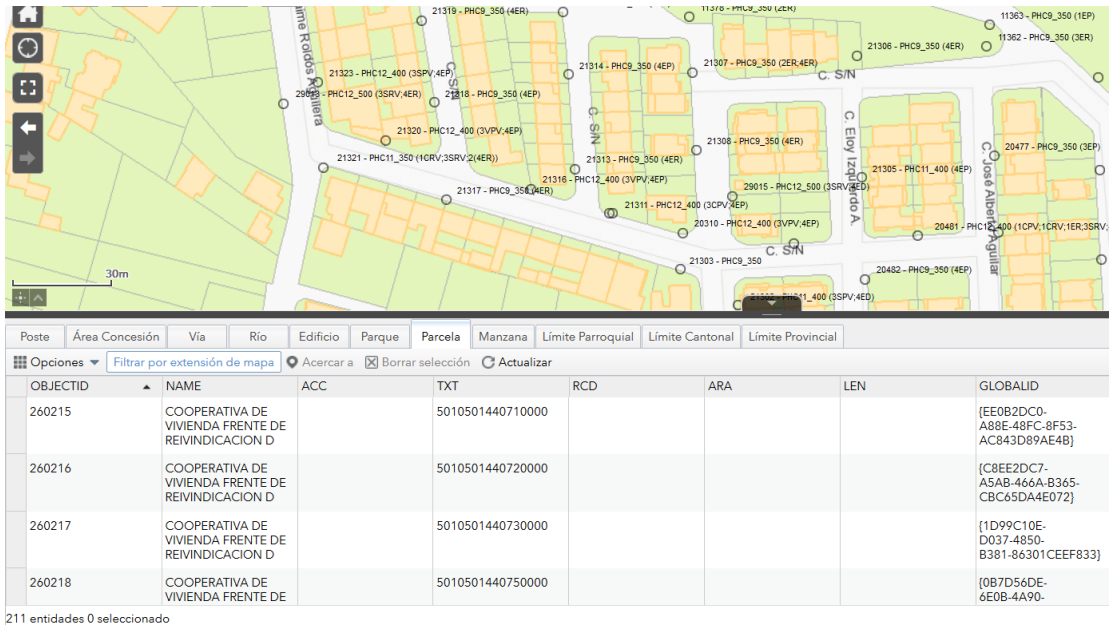 21319 - PHC9_350 (4ER)
11378 - PHC9_350 (2ER)
11363 - PHC9_350 (1EP)
11362 - PHC9_350 (3ER)
21306 - PHC9_350 (4ER)
21314 - PHC9_350 (4EP)
21307 - PHC9_350 (2ER;4ER)
C. S/N
21323 - PHC12_400 (3SPV;4EP)
Jaime Roldós Aguilera
C. S/N
29013 - PHC12_500 (3SRV;4ER)
21318 - PHC9_350 (4EP)
C. S/N
C. Eloy Izquierdo A.
21320 - PHC12_400 (3VPV;4EP)
21308 - PHC9_350 (4ER)
C. José Alberto Aguilar
20477 - PHC9_350 (3EP)
21321 - PHC11_350 (1CRV;3SRV;2(4ER))
21313 - PHC9_350 (4ER)
21305 - PHC11_400 (4EP)
21316 - PHC12_400 (3VPV;4EP)
21317 - PHC9_350 (4ER)
29015 - PHC12_500 (3SRV;4ED)
21311 - PHC12_400 (3CPV;4EP)
20310 - PHC12_400 (3VPV;4EP)
20481 - PHC12_400 (1CPV;1CRV;1ER;3SRV;
C. S/N
21303 - PHC9_350
20482 - PHC9_350 (4EP)
30m
21302 - PHC11_400 (3SPV;4ED)
Poste Área Concesión Vía Río Edificio Parque Parcela Manzana Límite Parroquial Límite Cantonal Límite Provincial
Opciones Filtrar por extensión de mapa Acercar a Borrar selección Actualizar
OBJECTID NAME ACC TXT RCD ARA LEN GLOBALID
260215 COOPERATIVA DE 5010501440710000 {EE0B2DC0-
VIVIENDA FRENTE DE A88E-48FC-8F53-
REIVINDICACION D AC843D89AE4B}
260216 COOPERATIVA DE 5010501440720000 {C8EE2DC7-
VIVIENDA FRENTE DE A5AB-466A-B365-
REIVINDICACION D CBC65DA4E072}
260217 COOPERATIVA DE 5010501440730000 {1D99C10E-
VIVIENDA FRENTE DE D037-4850-
REIVINDICACION D B381-86301CEEF833}
260218 COOPERATIVA DE 5010501440750000 {0B7D56DE-
VIVIENDA FRENTE DE 6E0B-4A90-
211 entidades 0 seleccionado